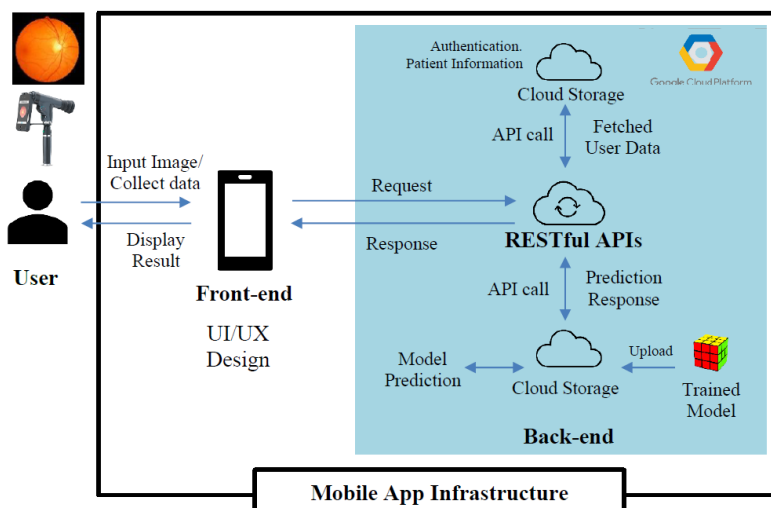 Authentication.
Patient Information
Google Cloud Platform
Cloud Storage
API call
Fetched
User Data
Input Image/
Collect data
Request
Display
Result
Response
RESTful APIs
User
Front-end
UI/UX
Design
API call
Prediction
Response
Model
Prediction
Cloud Storage
Upload
Trained
Model
Back-end
Mobile App Infrastructure